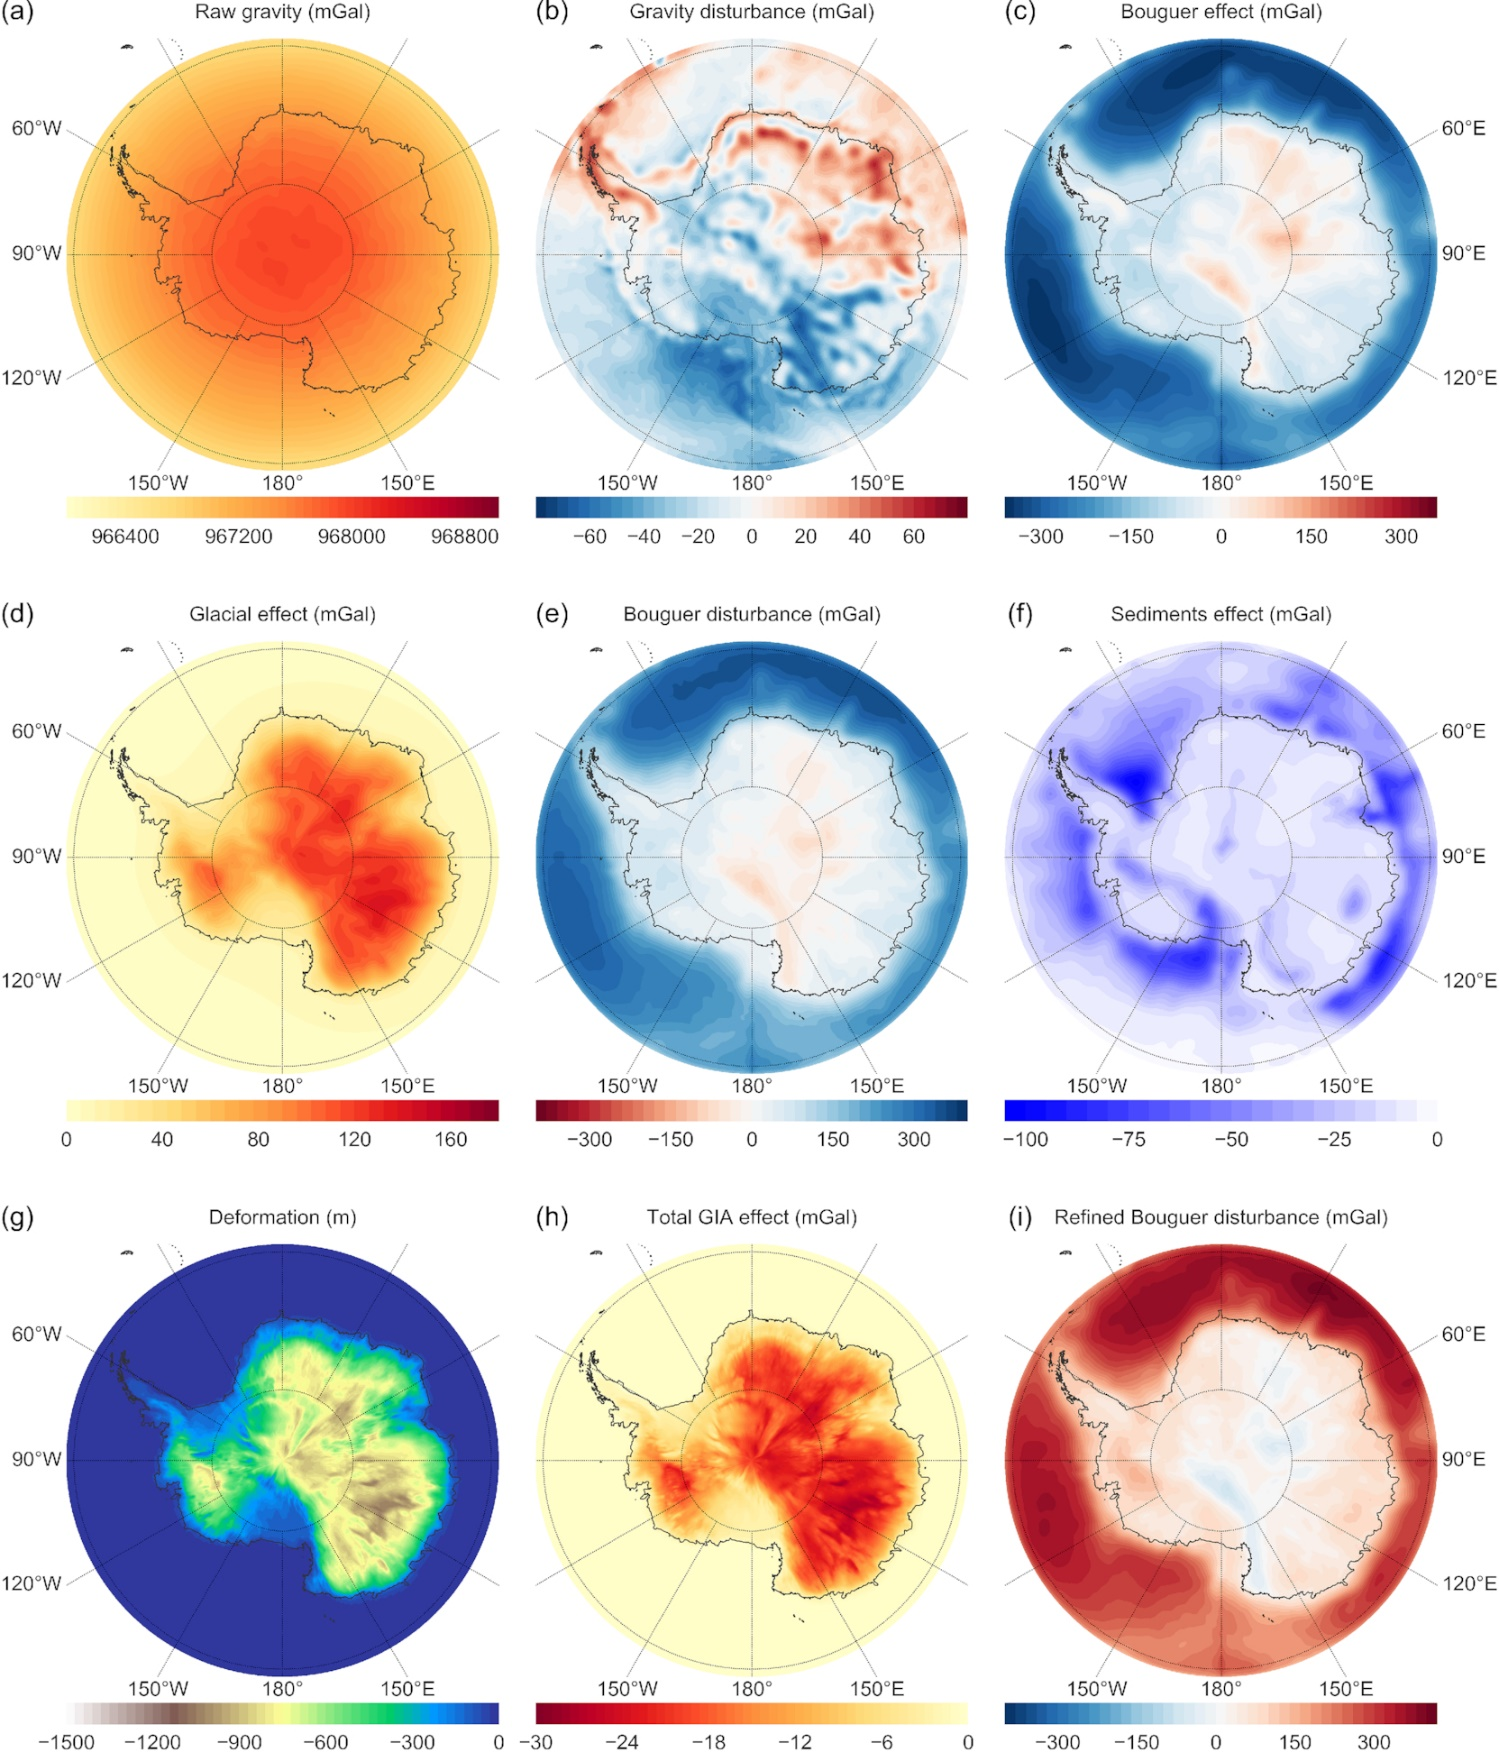 (a) Raw gravity (mGal)
(b) Gravity disturbance (mGal)
(c) Bouguer effect (mGal)
60°W
60°E
90°W
90°E
120°W
120°E
150°W 180° 150°E
150°W 180° 150°E
150°W 180° 150°E
966400 967200 968000 968800
−60 −40 −20 0 20 40 60
−300 −150 0 150 300
(d) Glacial effect (mGal)
(e) Bouguer disturbance (mGal)
(f) Sediments effect (mGal)
60°W
60°E
90°W
90°E
120°W
120°E
150°W 180° 150°E
150°W 180° 150°E
150°W 180° 150°E
0 40 80 120 160
−300 −150 0 150 300
−100 −75 −50 −25 0
(g) Deformation (m)
(h) Total GIA effect (mGal)
(i) Refined Bouguer disturbance (mGal)
60°W
60°E
90°W
90°E
120°W
120°E
150°W 180° 150°E
150°W 180° 150°E
150°W 180° 150°E
−1500 −1200 −900 −600 −300 0
−30 −24 −18 −12 −6 0
−300 −150 0 150 300